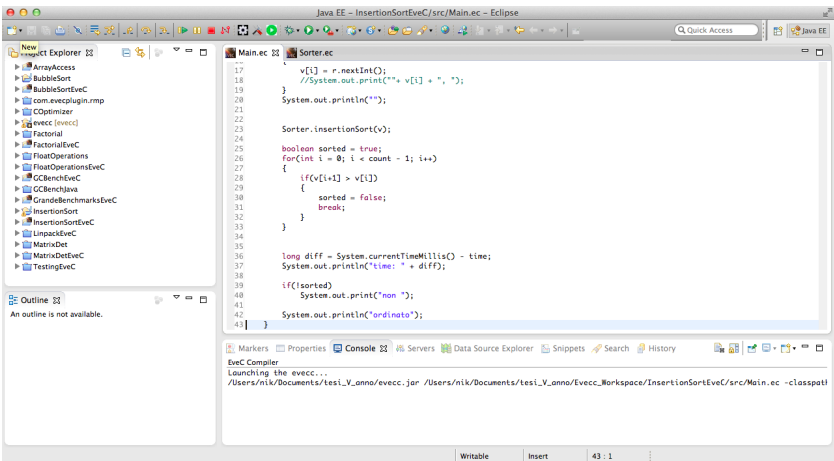 Java EE - InsertionSortEveC/src/Main.ec - Eclipse
Quick Access
Java EE
New
Project Explorer
ArrayAccess
BubbleSort
BubbleSortEveC
com.evecplugin.rmp
COptimizer
evecc [evecc]
Factorial
FactorialEveC
FloatOperations
FloatOperationsEveC
GCBenchEveC
GCBenchJava
GrandeBenchmarksEveC
InsertionSort
InsertionSortEveC
LinpackEveC
MatrixDet
MatrixDetEveC
TestingEveC
Outline
An outline is not available.
Main.ec
Sorter.ec
16 {
17 v[i] = r.nextInt();
18 //System.out.print(""+ v[i] + ", ");
19 }
20 System.out.println("");
21
22
23 Sorter.insertionSort(v);
24
25 boolean sorted = true;
26 for(int i = 0; i < count - 1; i++)
27 {
28 if(v[i+1] > v[i])
29 {
30 sorted = false;
31 break;
32 }
33 }
34
35
36 long diff = System.currentTimeMillis() - time;
37 System.out.println("time: " + diff);
38
39 if(!sorted)
40 System.out.print("non ");
41
42 System.out.println("ordinato");
43 }
Markers Properties Console Servers Data Source Explorer Snippets Search History
EveC Compiler
Launching the evecc...
/Users/nik/Documents/tesi_V_anno/evecc.jar /Users/nik/Documents/tesi_V_anno/Evecc_Workspace/InsertionSortEveC/src/Main.ec -classpath
Writable Insert 43 : 1